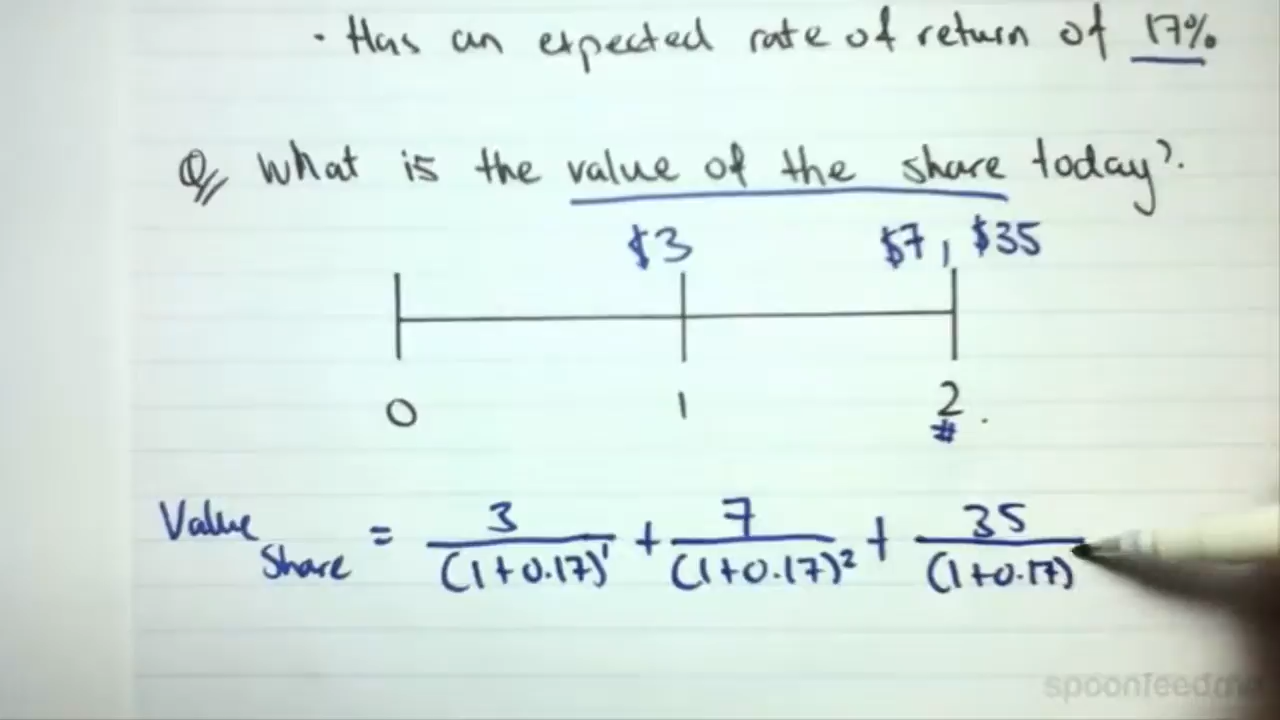 · Has an expected rate of return of 17%
Q// What is the value of the share today?.
$3 $7, $35
0 1 2.
#
Value Share = 3/(1+0.17)¹ + 7/(1+0.17)² + 35/(1+0.17)
spoonfeedme